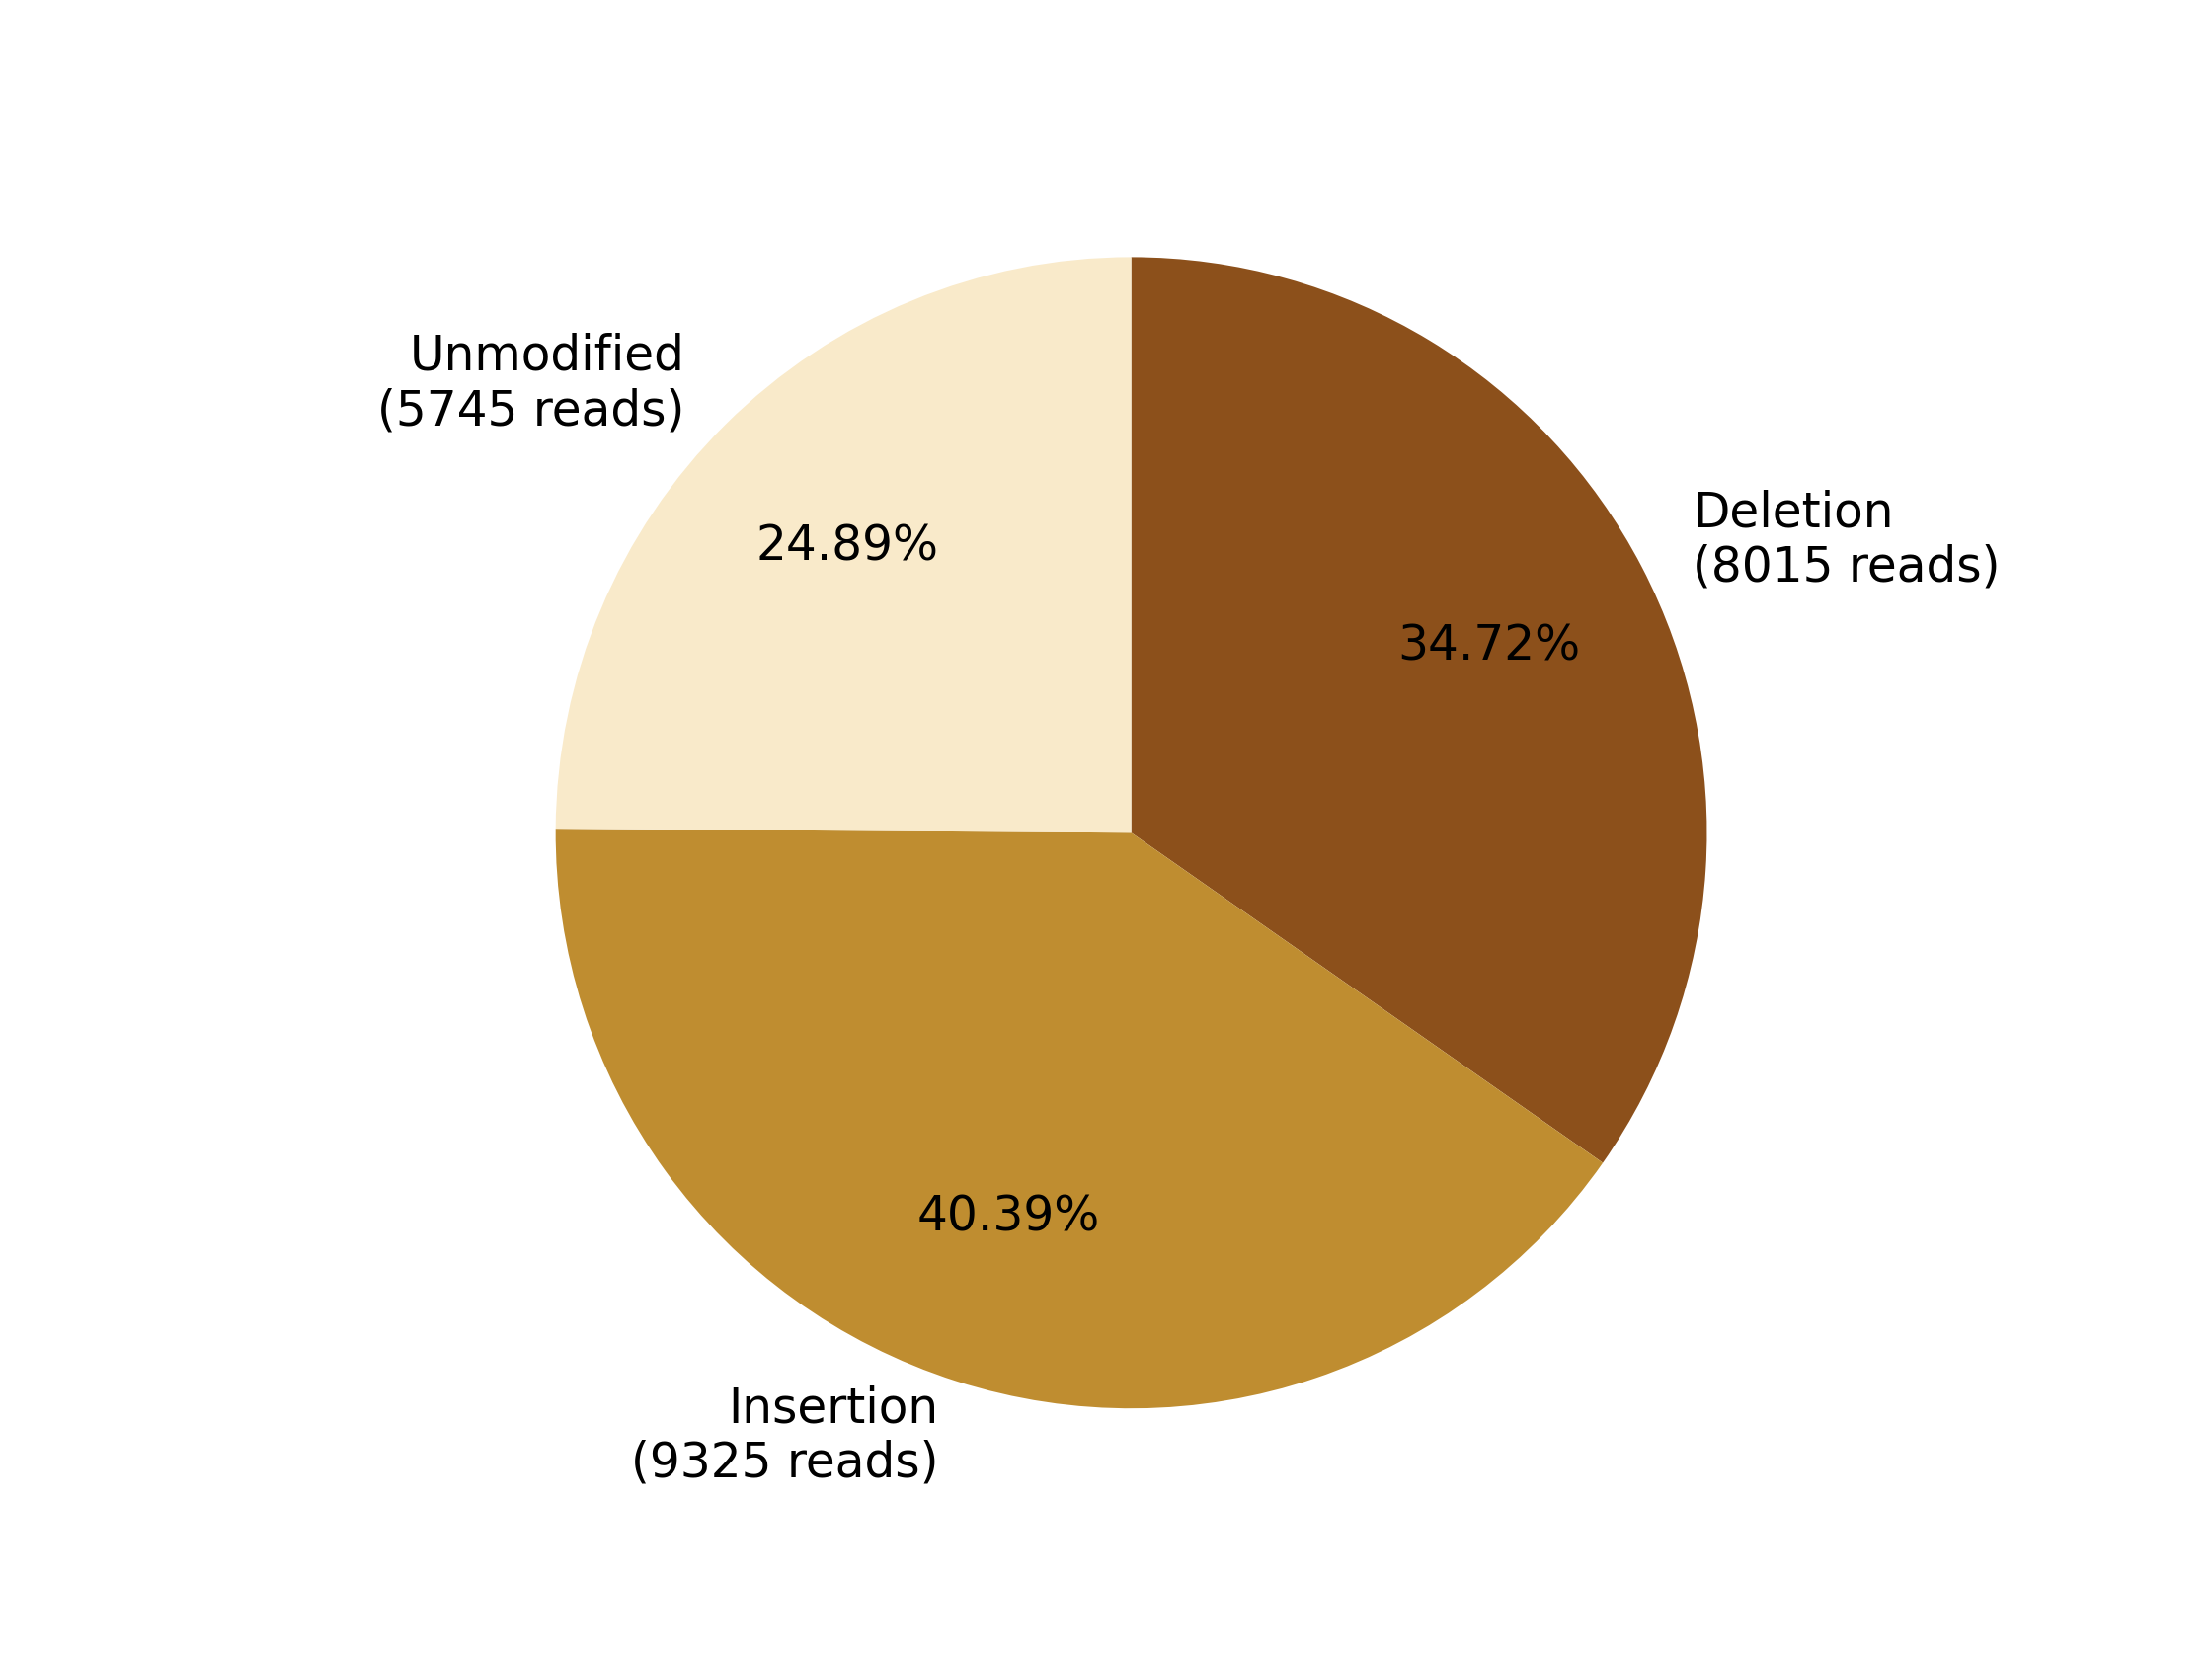 Unmodified
(5745 reads)
24.89%
Deletion
(8015 reads)
34.72%
40.39%
Insertion
(9325 reads)